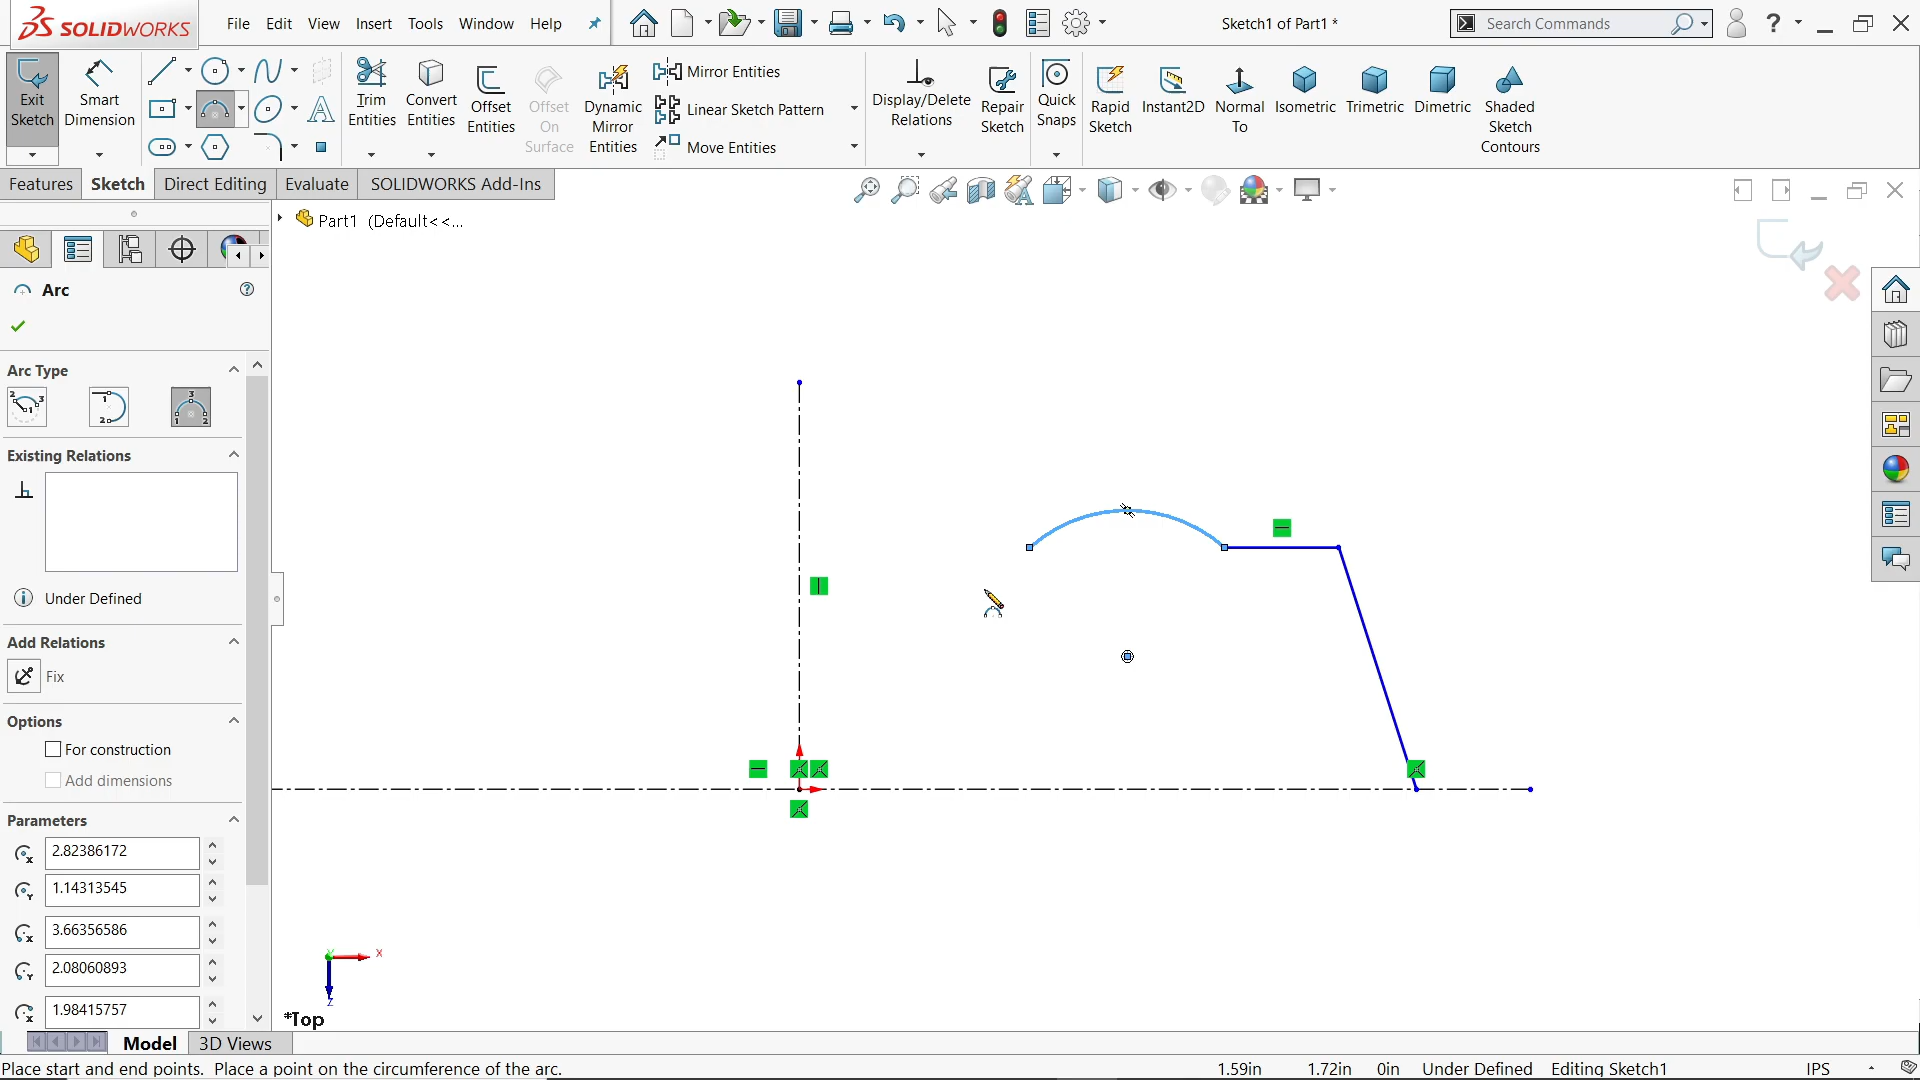 SOLIDWORKS
File Edit View Insert Tools Window Help
Sketch1 of Part1 *
Search Commands
Exit Sketch
Smart Dimension
Trim Entities
Convert Entities
Offset Entities
Offset On Surface
Dynamic Mirror Entities
Mirror Entities
Linear Sketch Pattern
Move Entities
Display/Delete Relations
Repair Sketch
Quick Snaps
Rapid Sketch
Instant2D
Normal To
Isometric
Trimetric
Dimetric
Shaded Sketch Contours
Features Sketch Direct Editing Evaluate SOLIDWORKS Add-Ins
Part1 (Default<<...
Arc
Arc Type
Existing Relations
Under Defined
Add Relations
Fix
Options
For construction
Add dimensions
Parameters
2.82386172
1.14313545
3.66356586
2.08060893
1.98415757
X
Y
Z
*Top
Model 3D Views
Place start and end points. Place a point on the circumference of the arc.
1.59in 1.72in 0in Under Defined Editing Sketch1 IPS